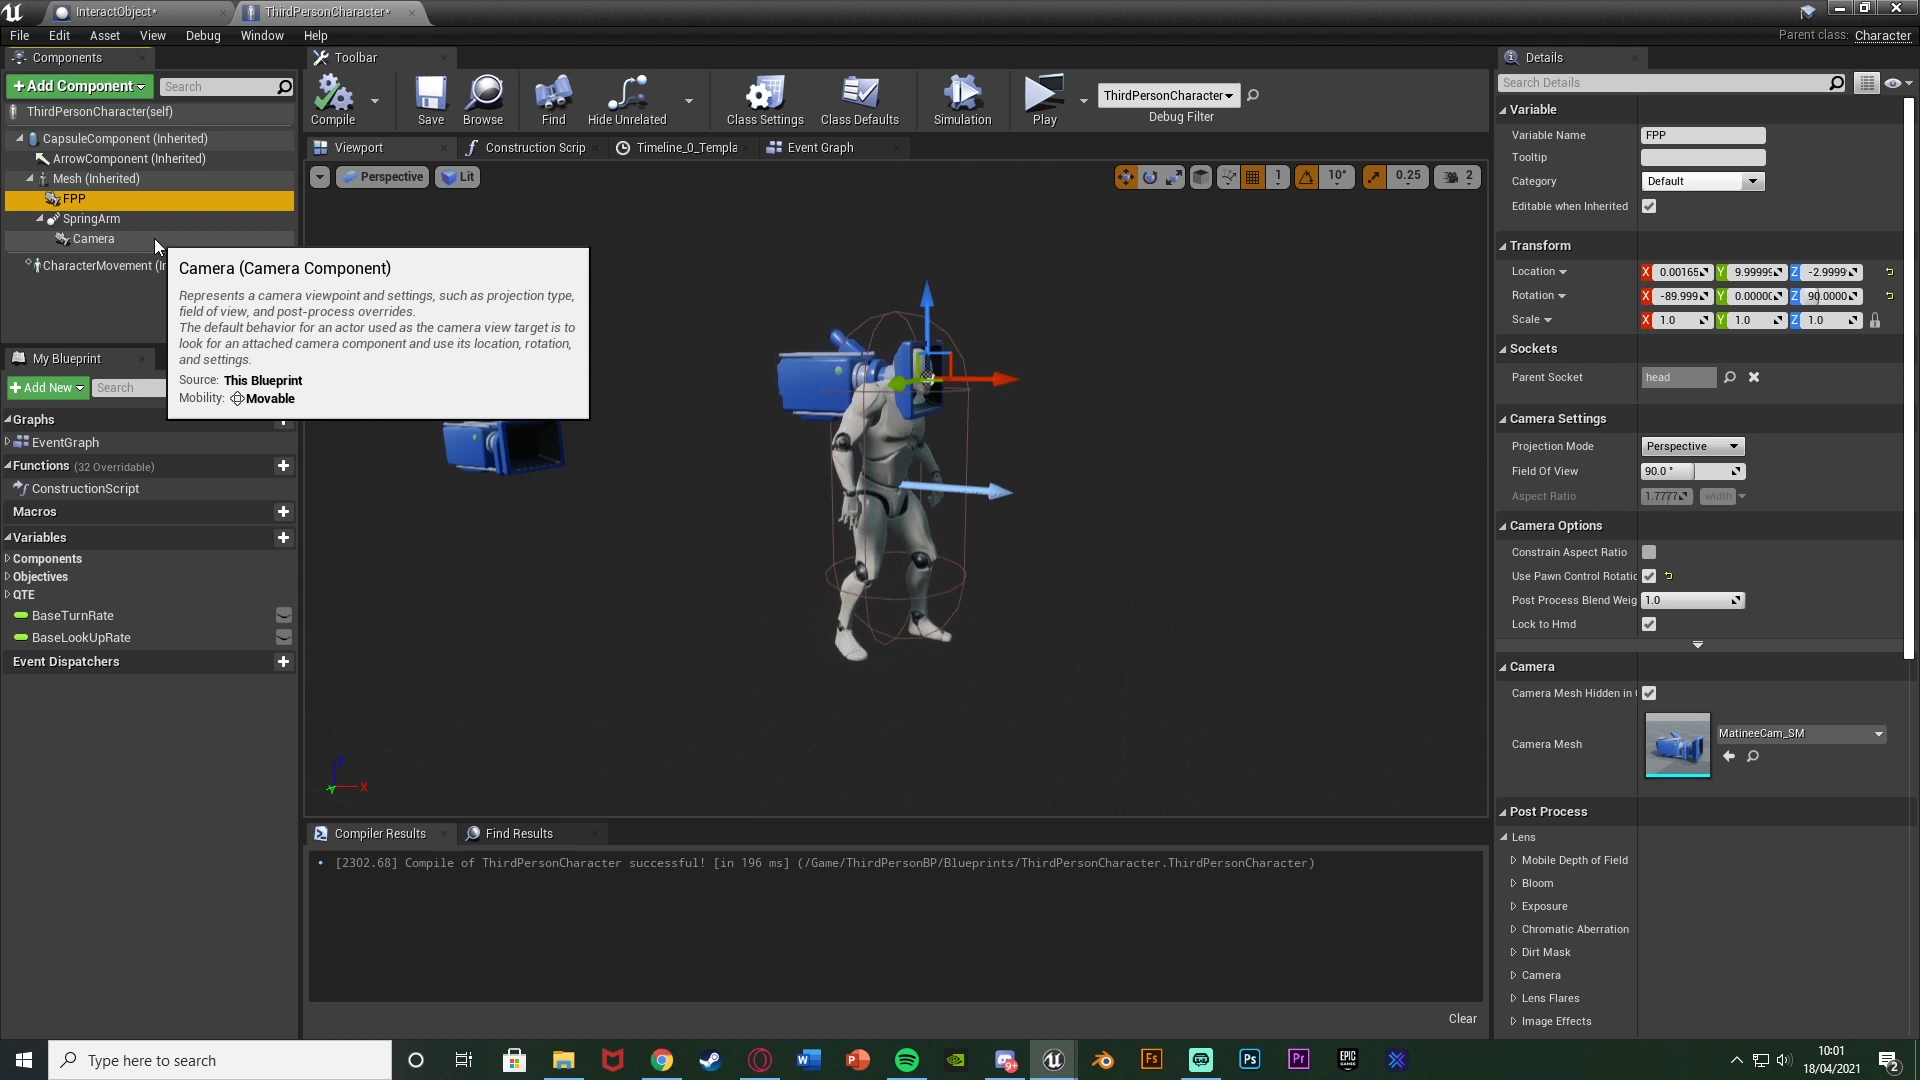 InteractObject*
ThirdPersonCharacter*
File Edit Asset View Debug Window Help
Parent class: Character
Components
Toolbar
Details
+Add Component
Search
Search Details
ThirdPersonCharacter(self)
CapsuleComponent (Inherited)
ArrowComponent (Inherited)
Mesh (Inherited)
FPP
SpringArm
Camera
CharacterMovement (In
Compile
Save
Browse
Find
Hide Unrelated
Class Settings
Class Defaults
Simulation
Play
ThirdPersonCharacter
Debug Filter
Viewport
Construction Scrip
Timeline_0_Templa
Event Graph
Perspective
Lit
1
10°
0.25
2
Camera (Camera Component)
Represents a camera viewpoint and settings, such as projection type,
field of view, and post-process overrides.
The default behavior for an actor used as the camera view target is to
look for an attached camera component and use its location, rotation,
and settings.
Source: This Blueprint
Mobility: Movable
My Blueprint
+Add New
Search
Graphs
EventGraph
Functions (32 Overridable)
ConstructionScript
Macros
Variables
Components
Objectives
QTE
BaseTurnRate
BaseLookUpRate
Event Dispatchers
Z
X
Y
Compiler Results
Find Results
[2302.68] Compile of ThirdPersonCharacter successful! [in 196 ms] (/Game/ThirdPersonBP/Blueprints/ThirdPersonCharacter.ThirdPersonCharacter)
Clear
Variable
Variable Name FPP
Tooltip
Category Default
Editable when Inherited
Transform
Location X 0.00165 Y 9.99999 Z -2.9999
Rotation X -89.999 Y 0.0000 Z 90.0000
Scale X 1.0 Y 1.0 Z 1.0
Sockets
Parent Socket head
Camera Settings
Projection Mode Perspective
Field Of View 90.0 °
Aspect Ratio 1.7777 width
Camera Options
Constrain Aspect Ratio
Use Pawn Control Rotatic
Post Process Blend Weig 1.0
Lock to Hmd
Camera
Camera Mesh Hidden in
Camera Mesh
MatineeCam_SM
Post Process
Lens
Mobile Depth of Field
Bloom
Exposure
Chromatic Aberration
Dirt Mask
Camera
Lens Flares
Image Effects
Type here to search
9+
W
P
Fs
Ps
Pr
EPIC
GAMES
10:01
18/04/2021
2